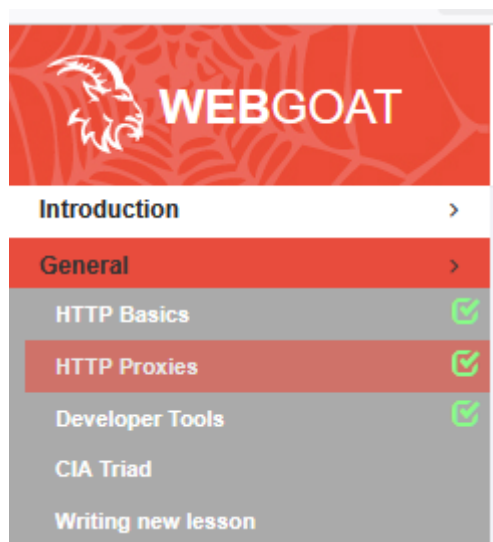 WEBGOAT
Introduction
General
HTTP Basics
HTTP Proxies
Developer Tools
CIA Triad
Writing new lesson